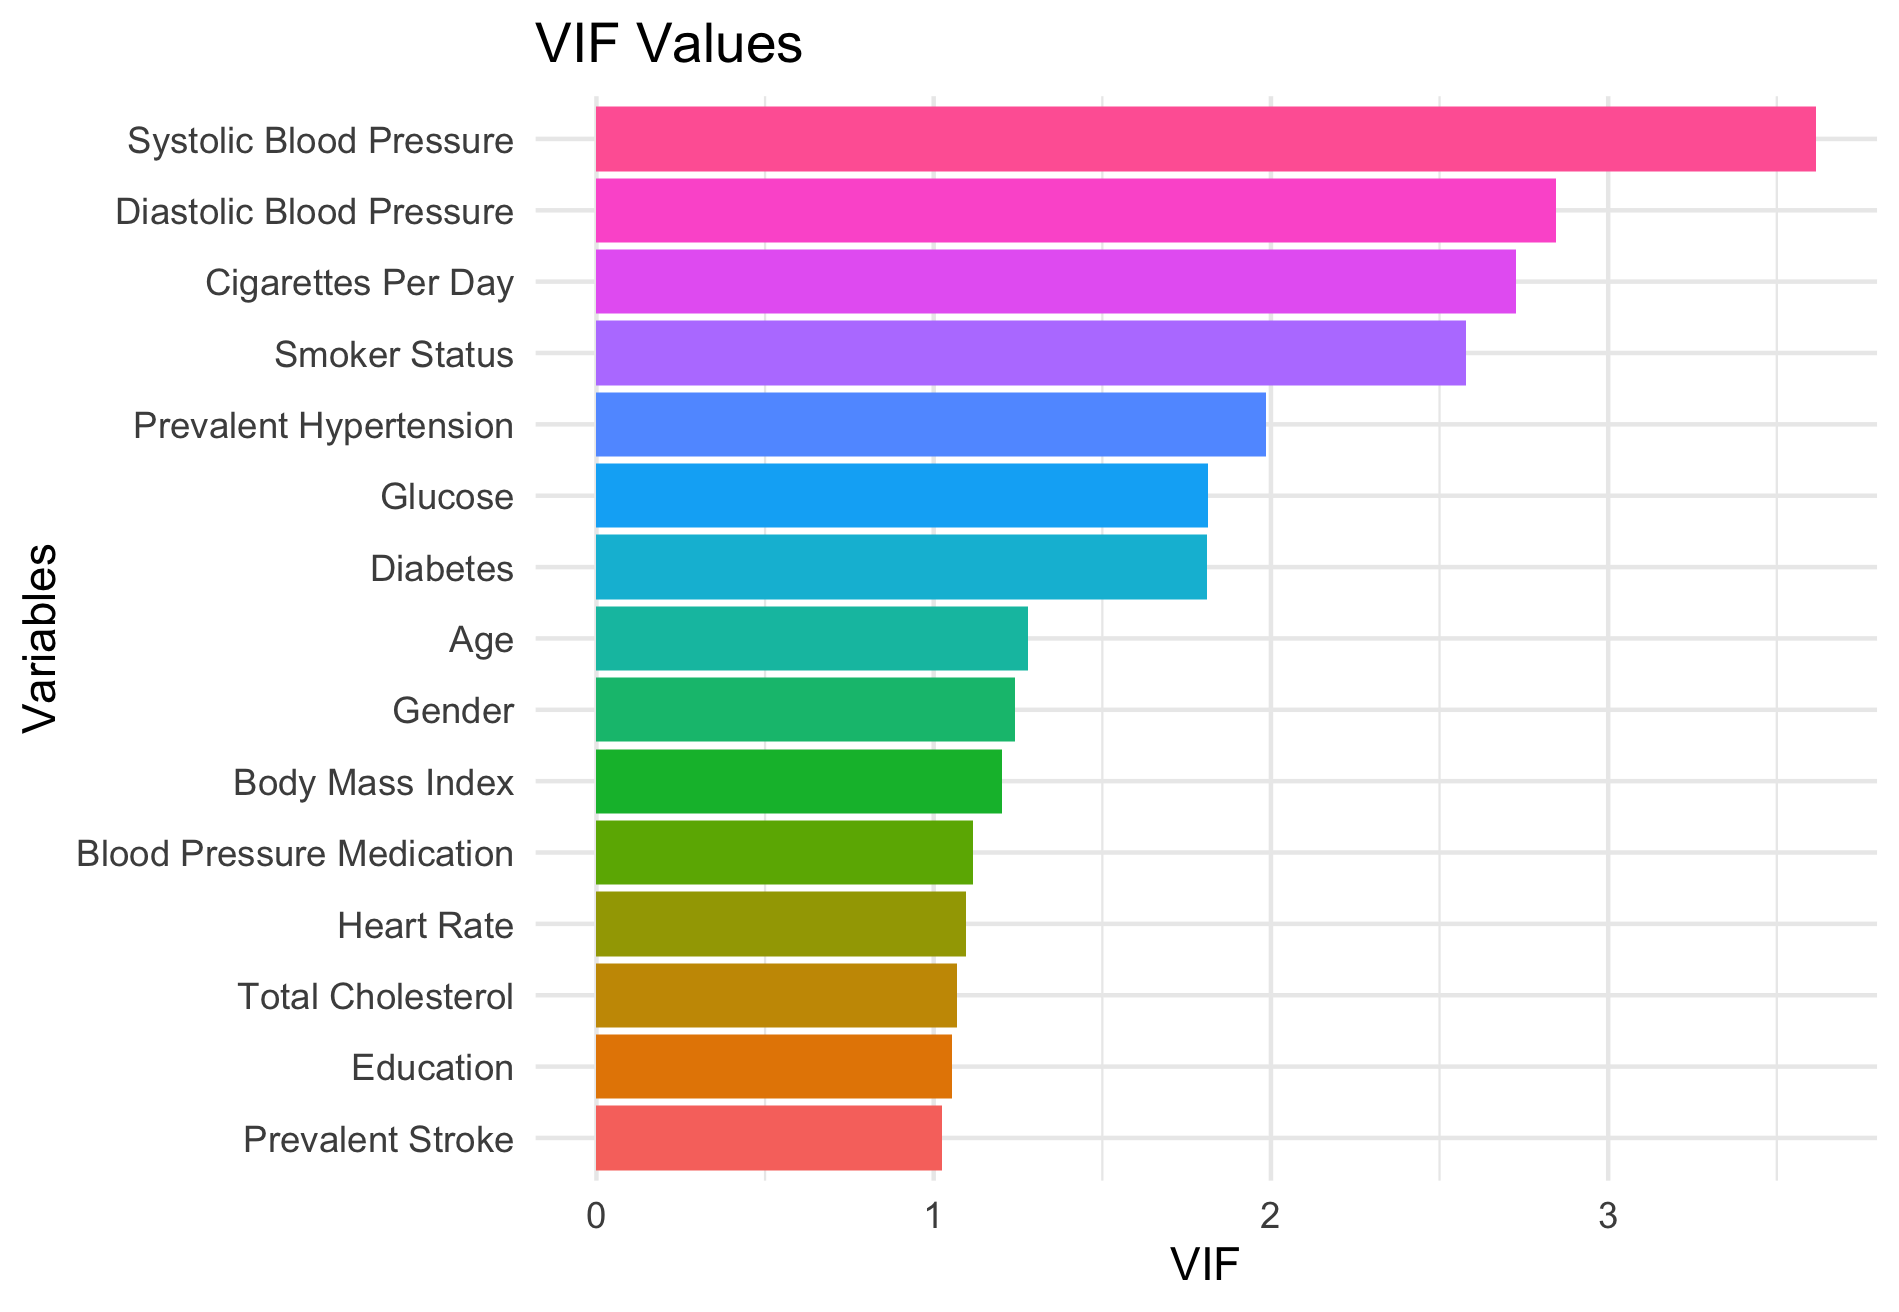 VIF Values
Variables
Systolic Blood Pressure
Diastolic Blood Pressure
Cigarettes Per Day
Smoker Status
Prevalent Hypertension
Glucose
Diabetes
Age
Gender
Body Mass Index
Blood Pressure Medication
Heart Rate
Total Cholesterol
Education
Prevalent Stroke
0 1 2 3
VIF